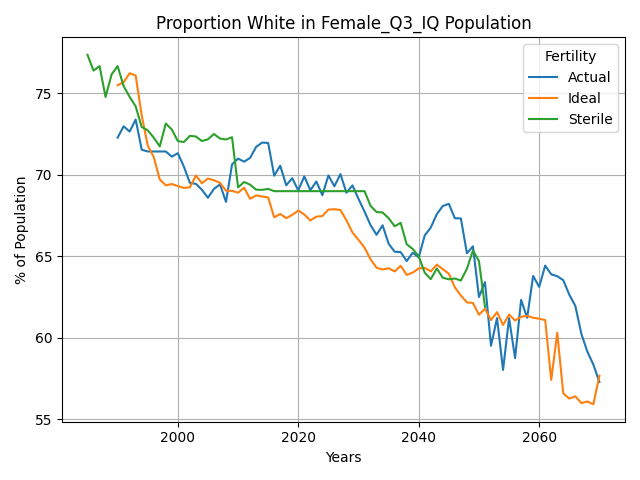 Proportion White in Female_Q3_IQ Population
Fertility
Actual
Ideal
Sterile
% of Population
75
70
65
60
55
2000
2020
2040
2060
Years